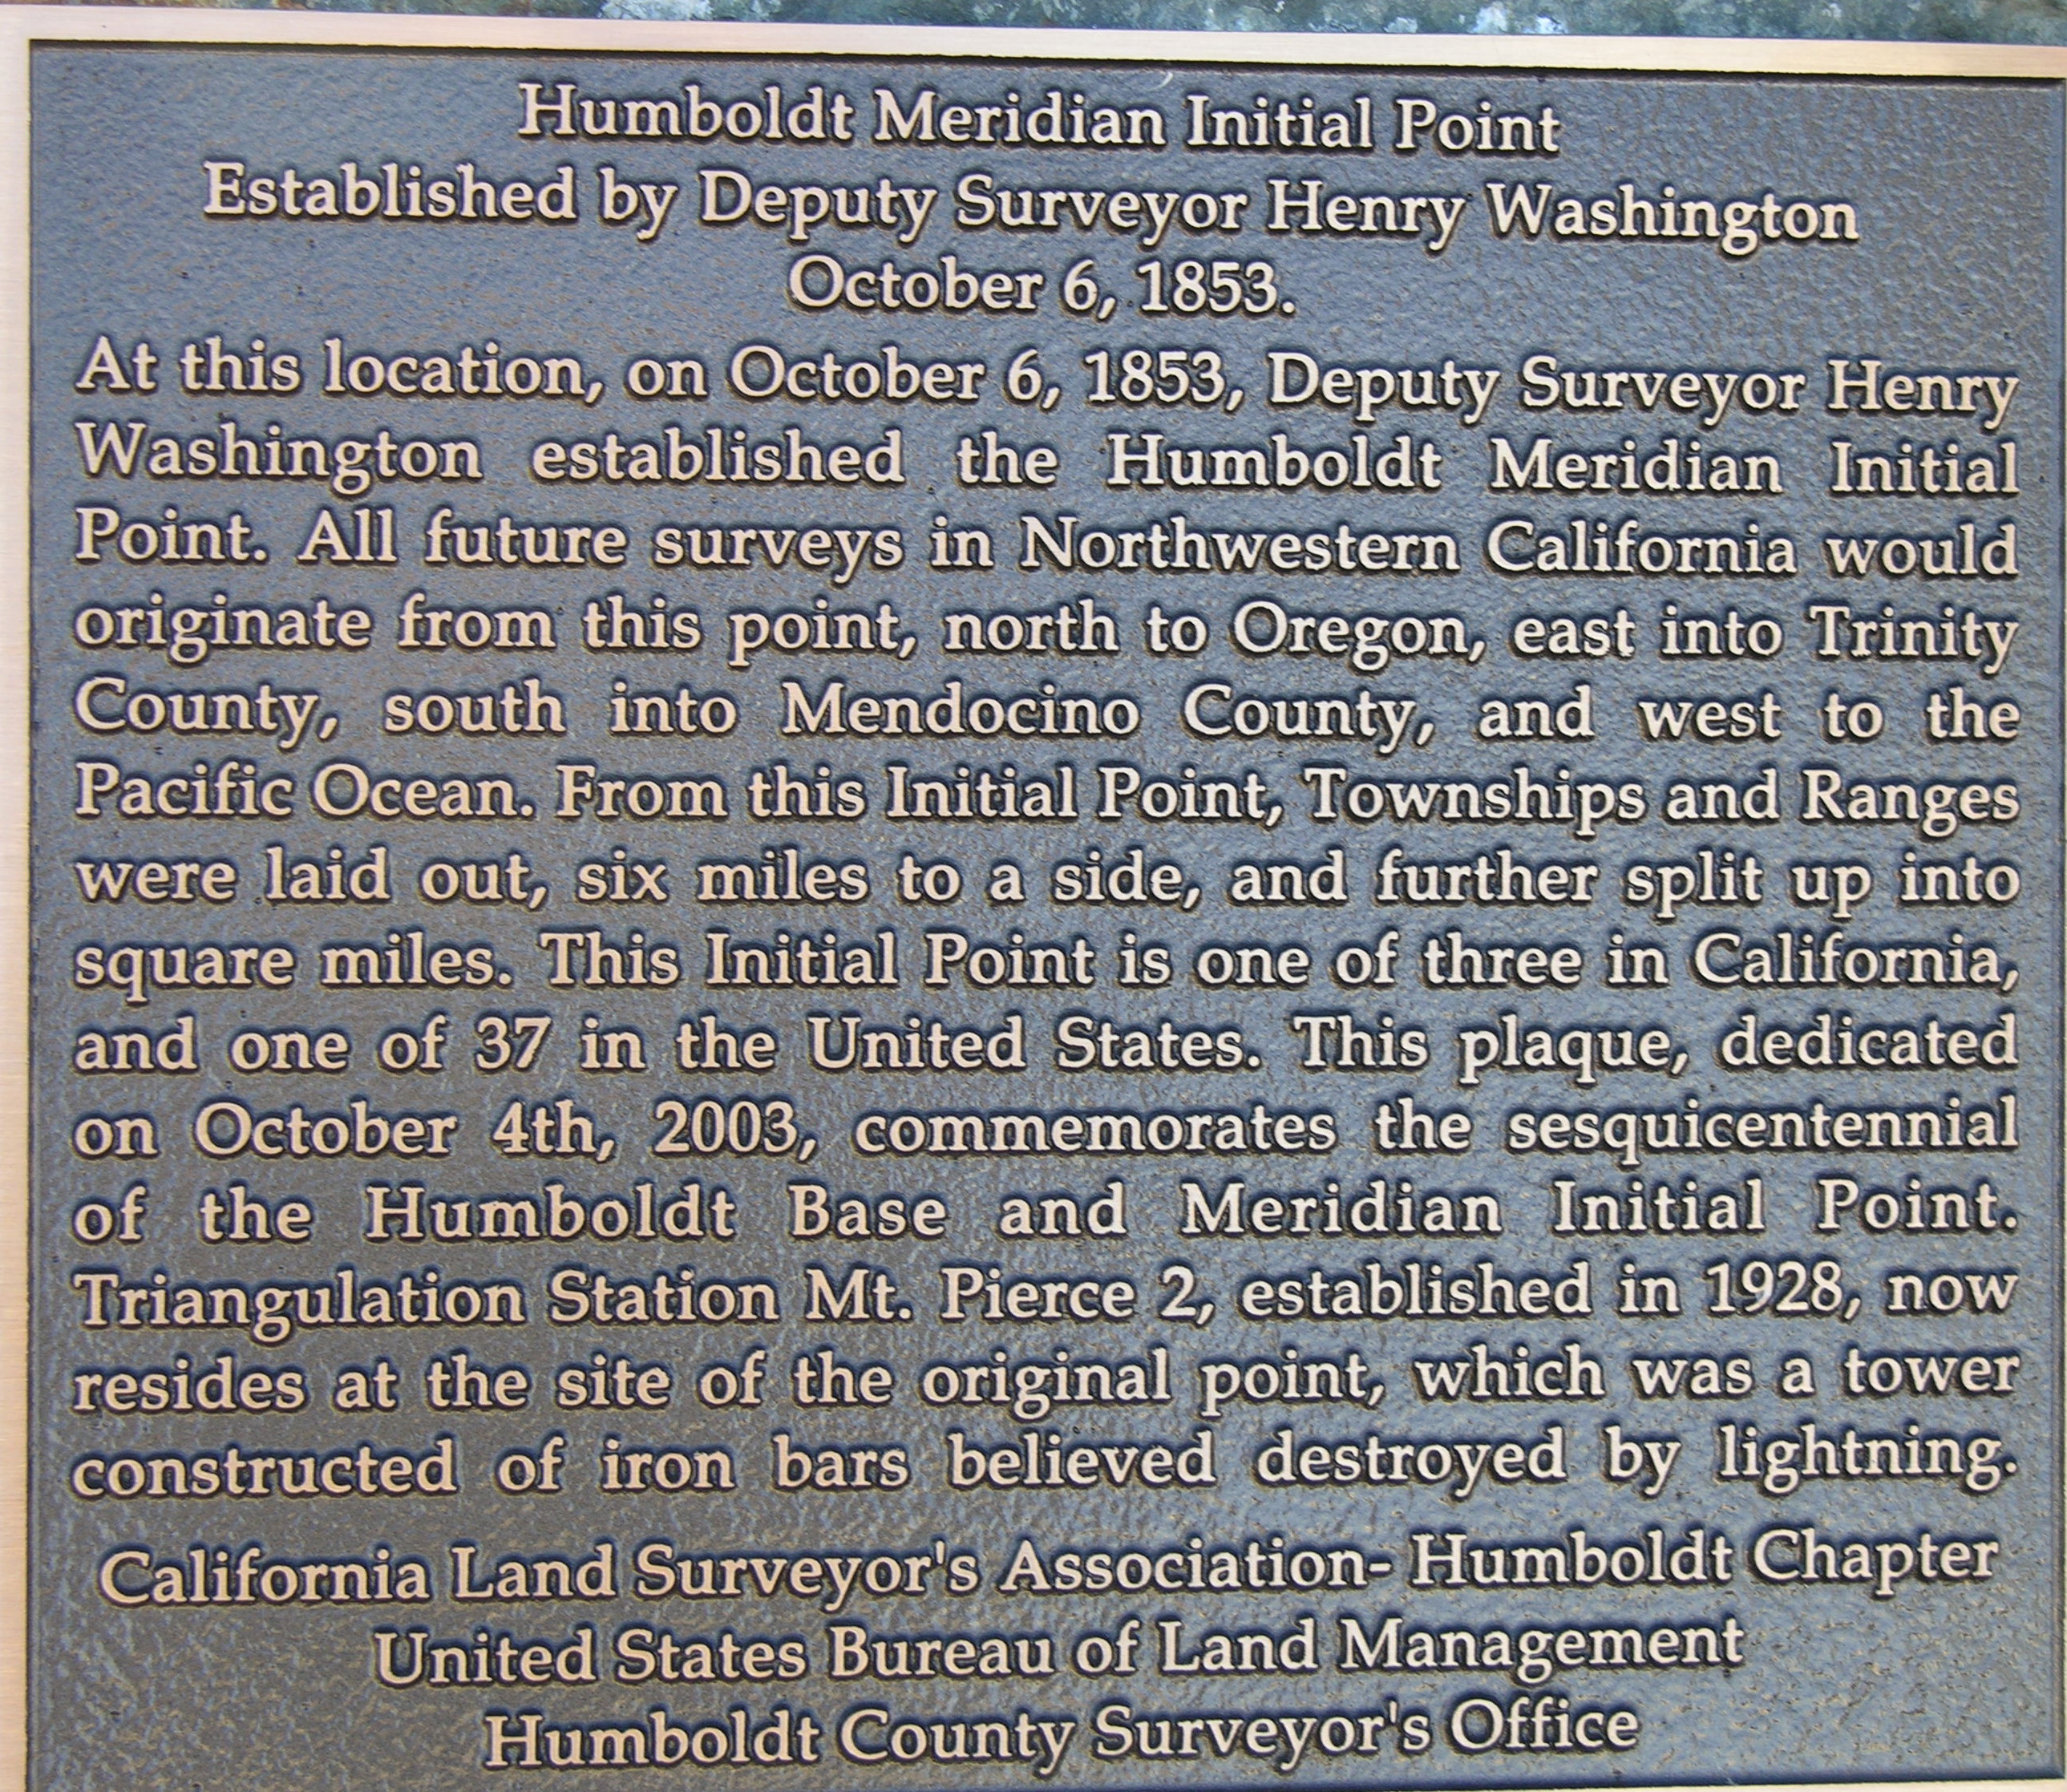 Humboldt Meridian Initial Point
Established by Deputy Surveyor Henry Washington
October 6, 1853.
At this location, on October 6, 1853, Deputy Surveyor Henry
Washington established the Humboldt Meridian Initial
Point. All future surveys in Northwestern California would
originate from this point, north to Oregon, east into Trinity
County, south into Mendocino County, and west to the
Pacific Ocean. From this Initial Point, Townships and Ranges
were laid out, six miles to a side, and further split up into
square miles. This Initial Point is one of three in California,
and one of 37 in the United States. This plaque, dedicated
on October 4th, 2003, commemorates the sesquicentennial
of the Humboldt Base and Meridian Initial Point.
Triangulation Station Mt. Pierce 2, established in 1928, now
resides at the site of the original point, which was a tower
constructed of iron bars believed destroyed by lightning.
California Land Surveyor's Association- Humboldt Chapter
United States Bureau of Land Management
Humboldt County Surveyor's Office